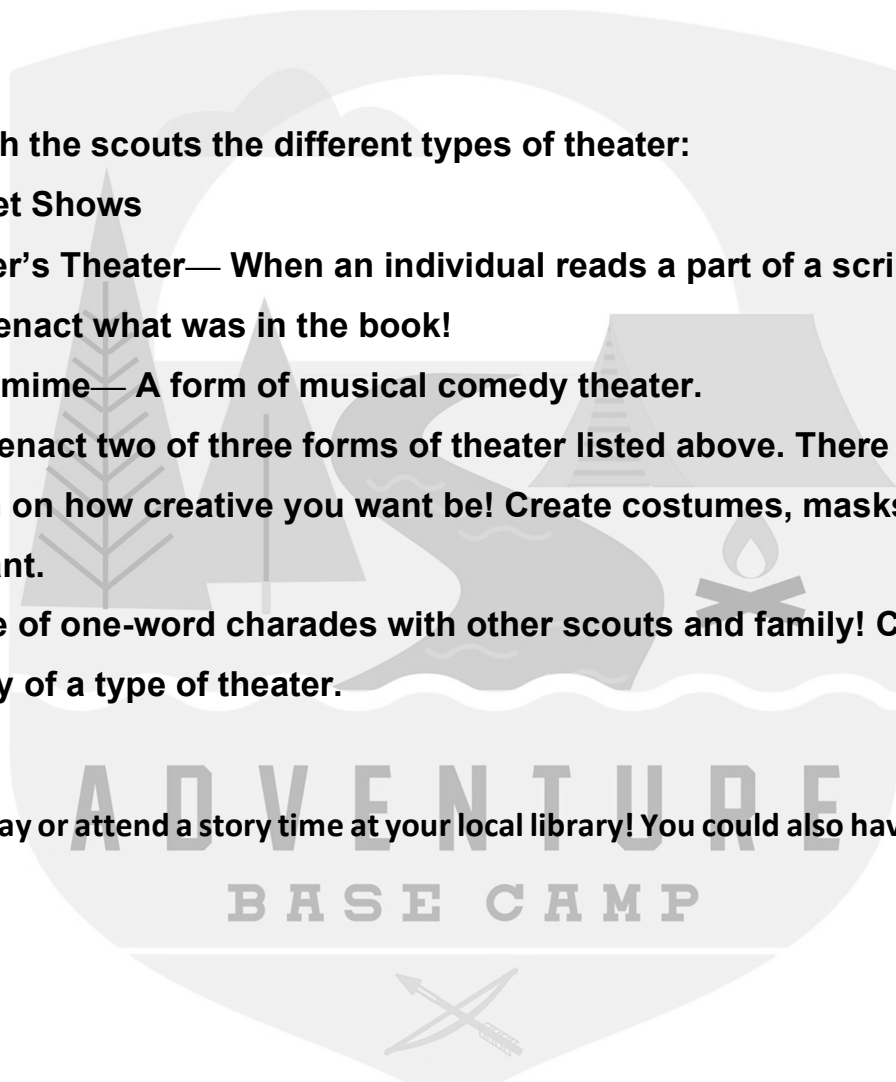 h the scouts the different types of theater:
et Shows
er’s Theater— When an individual reads a part of a scri
enact what was in the book!
mime— A form of musical comedy theater.
enact two of three forms of theater listed above. There
on how creative you want be! Create costumes, masks
ant.
e of one-word charades with other scouts and family! C
y of a type of theater.
ay or attend a story time at your local library! You could also hav
ADVENTURE
BASE CAMP